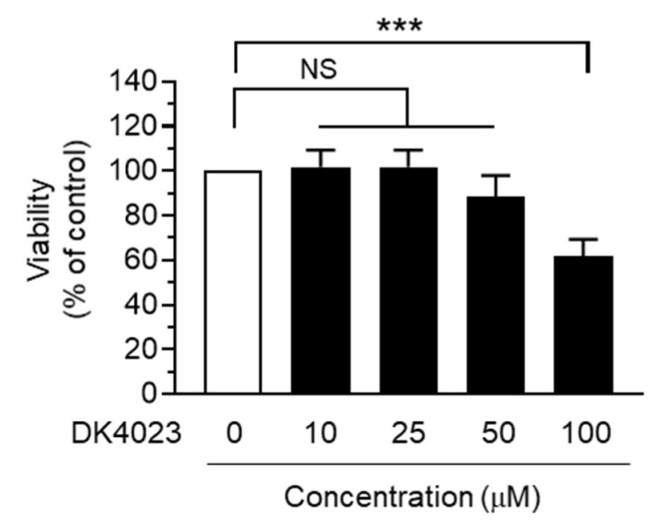 ***
NS
140
120
100
80
60
40
20
0
Viability
(% of control)
DK4023 0 10 25 50 100
Concentration (μM)